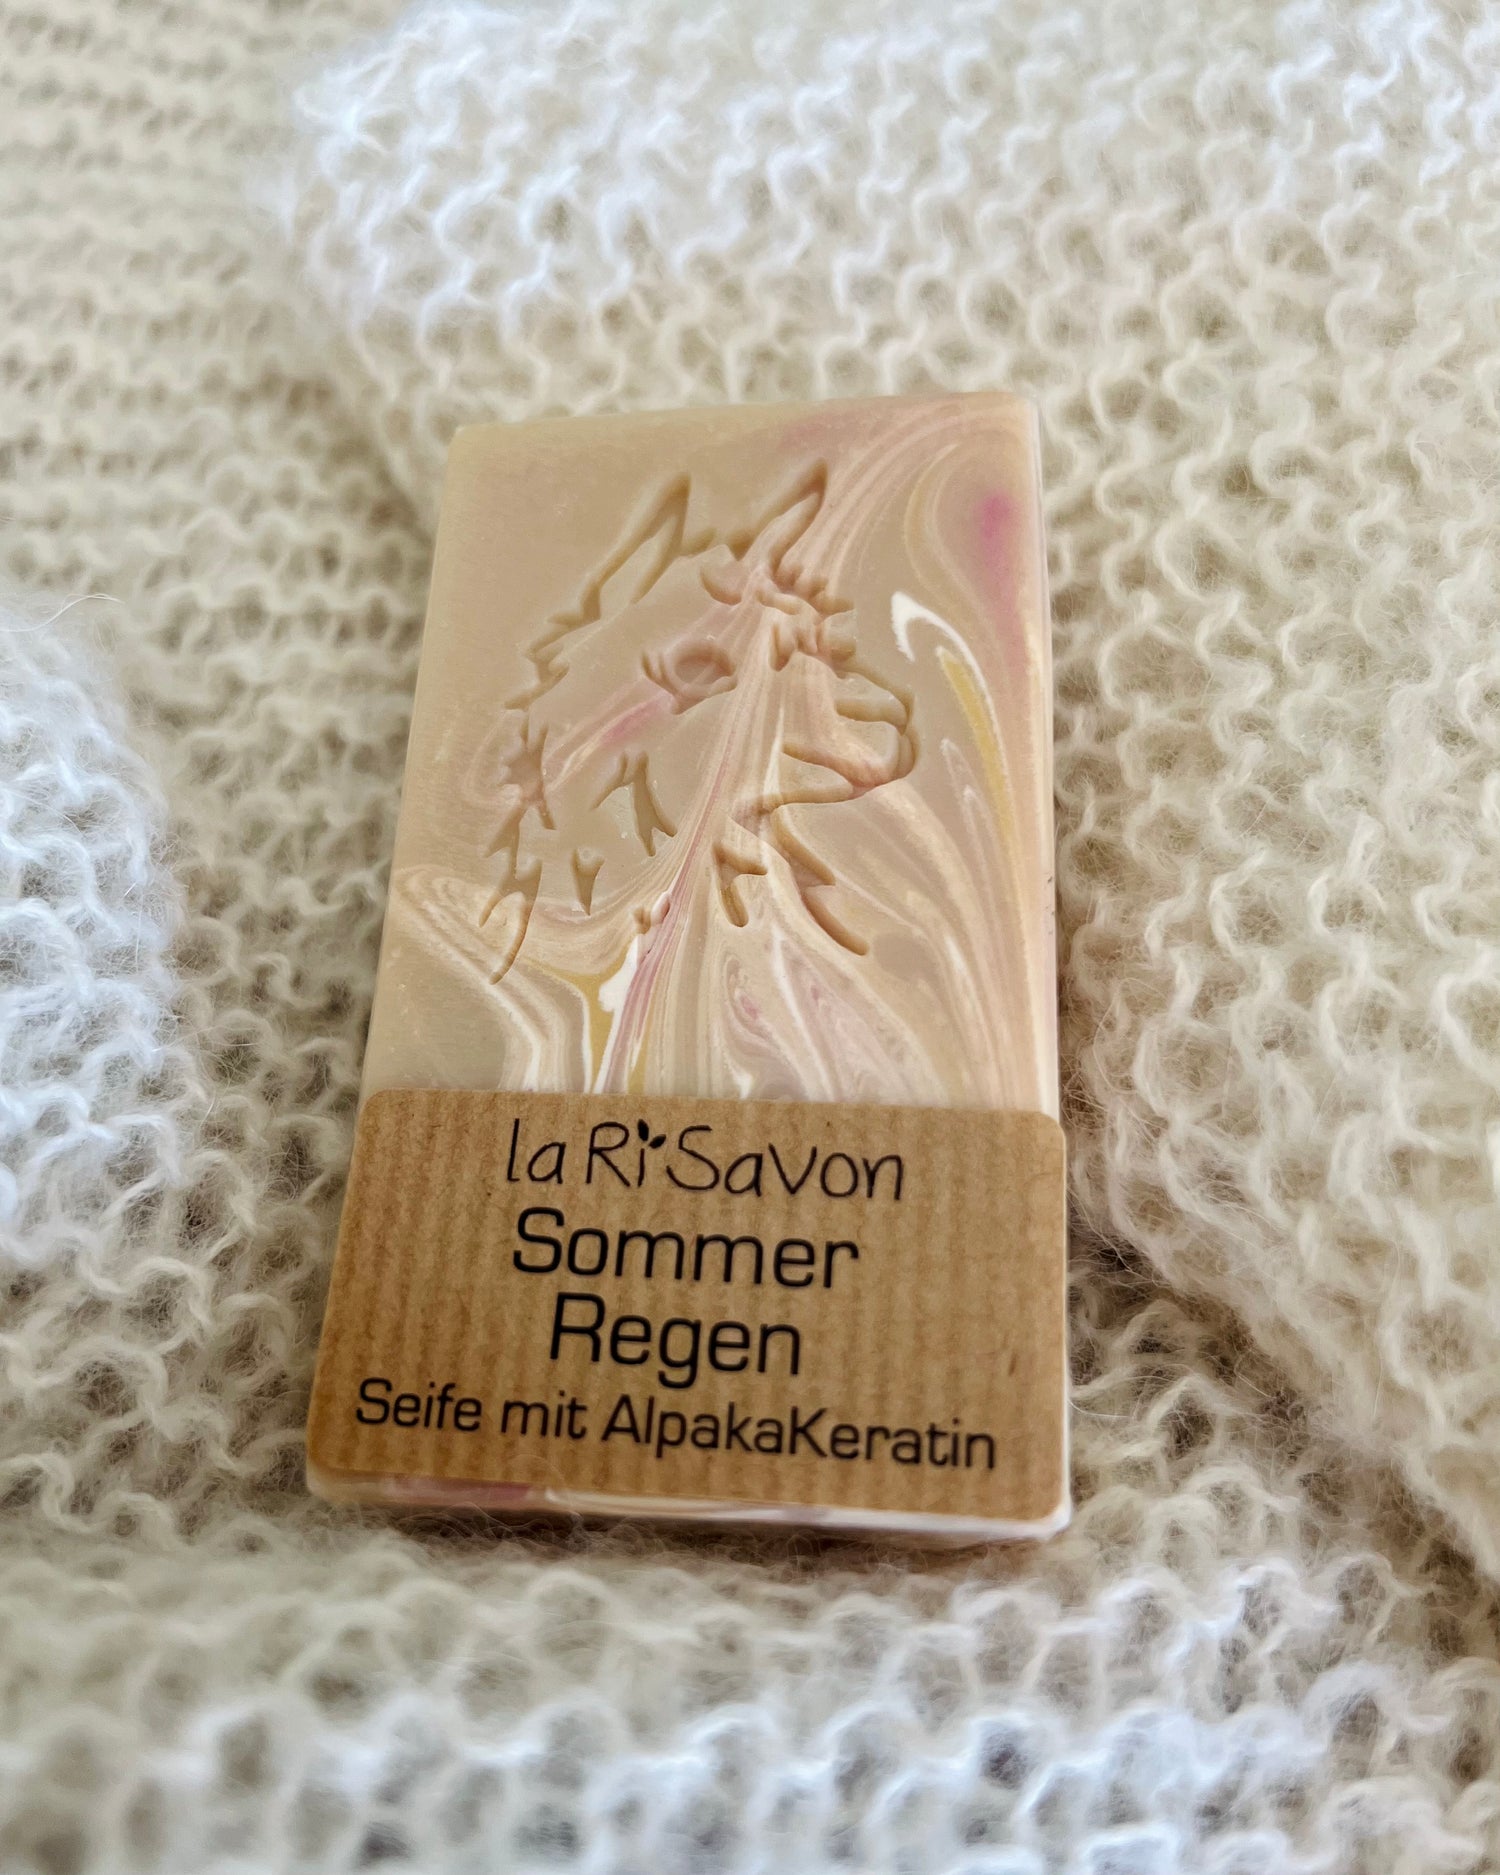 la Ri Savon
Sommer
Regen
Seife mit AlpakaKeratin